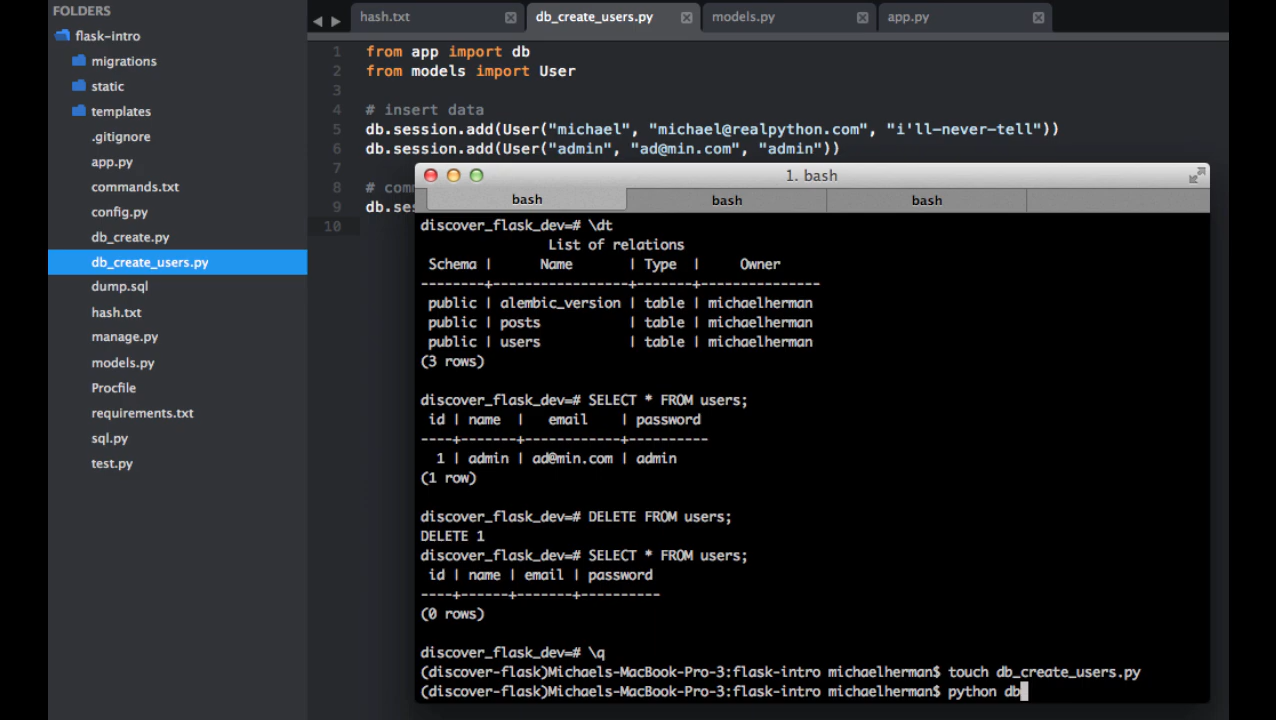 FOLDERS
flask-intro
migrations
static
templates
.gitignore
app.py
commands.txt
config.py
db_create.py
db_create_users.py
dump.sql
hash.txt
manage.py
models.py
Procfile
requirements.txt
sql.py
test.py
hash.txt db_create_users.py models.py app.py
1 from app import db
2 from models import User
3
4 # insert data
5 db.session.add(User("michael", "michael@realpython.com", "i'll-never-tell"))
6 db.session.add(User("admin", "ad@min.com", "admin"))
7
8 # com
9 db.ses
10
1. bash
bash bash bash
discover_flask_dev=# \dt
List of relations
Schema | Name | Type | Owner
--------+-----------------+-------+---------------
public | alembic_version | table | michaelherman
public | posts | table | michaelherman
public | users | table | michaelherman
(3 rows)
discover_flask_dev=# SELECT * FROM users;
id | name | email | password
----+-------+------------+----------
1 | admin | ad@min.com | admin
(1 row)
discover_flask_dev=# DELETE FROM users;
DELETE 1
discover_flask_dev=# SELECT * FROM users;
id | name | email | password
----+------+-------+----------
(0 rows)
discover_flask_dev=# \q
(discover-flask)Michaels-MacBook-Pro-3:flask-intro michaelherman$ touch db_create_users.py
(discover-flask)Michaels-MacBook-Pro-3:flask-intro michaelherman$ python db